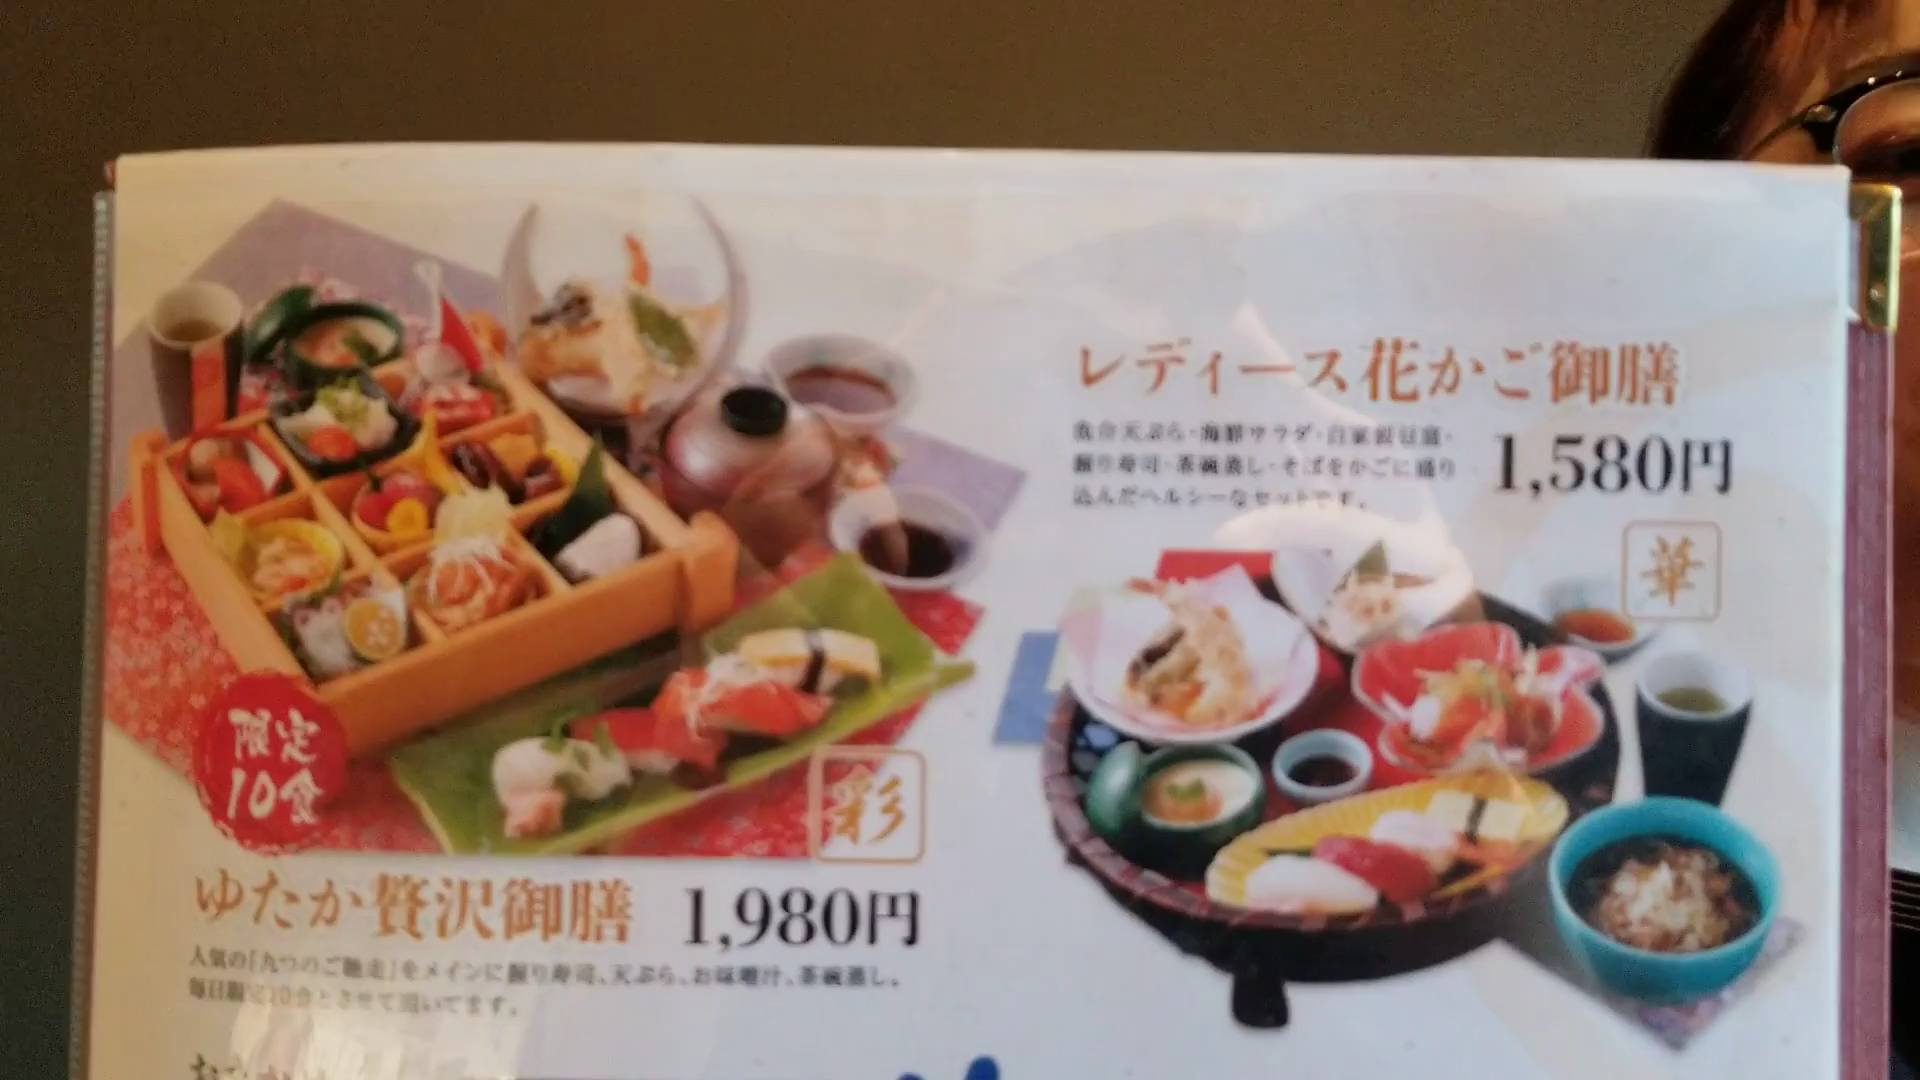 レディース花かご御膳
魚介天ぷら・海鮮サラダ・自家製豆腐・
握り寿司・茶碗蒸し・そばをかごに盛り
込んだヘルシーなセットです。
1,580円
華
限定
10食
彩
ゆたか贅沢御膳 1,980円
人気の「九つのご馳走」をメインに握り寿司、天ぷら、お味噌汁、茶碗蒸し。
毎日限定10食とさせて頂いてます。